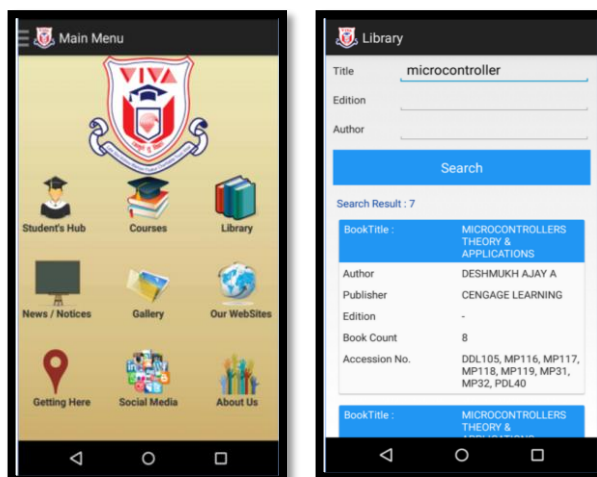 Main Menu
VIVA
Student's Hub
Courses
Library
News / Notices
Gallery
Our WebSites
Getting Here
Social Media
About Us
Library
Title microcontroller
Edition
Author
Search
Search Result : 7
BookTitle : MICROCONTROLLERS
THEORY &
APPLICATIONS
Author DESHMUKH AJAY A
Publisher CENGAGE LEARNING
Edition -
Book Count 8
Accession No. DDL105, MP116, MP117,
MP118, MP119, MP31,
MP32, PDL40
BookTitle : MICROCONTROLLERS
THEORY &
APPLICATIONS